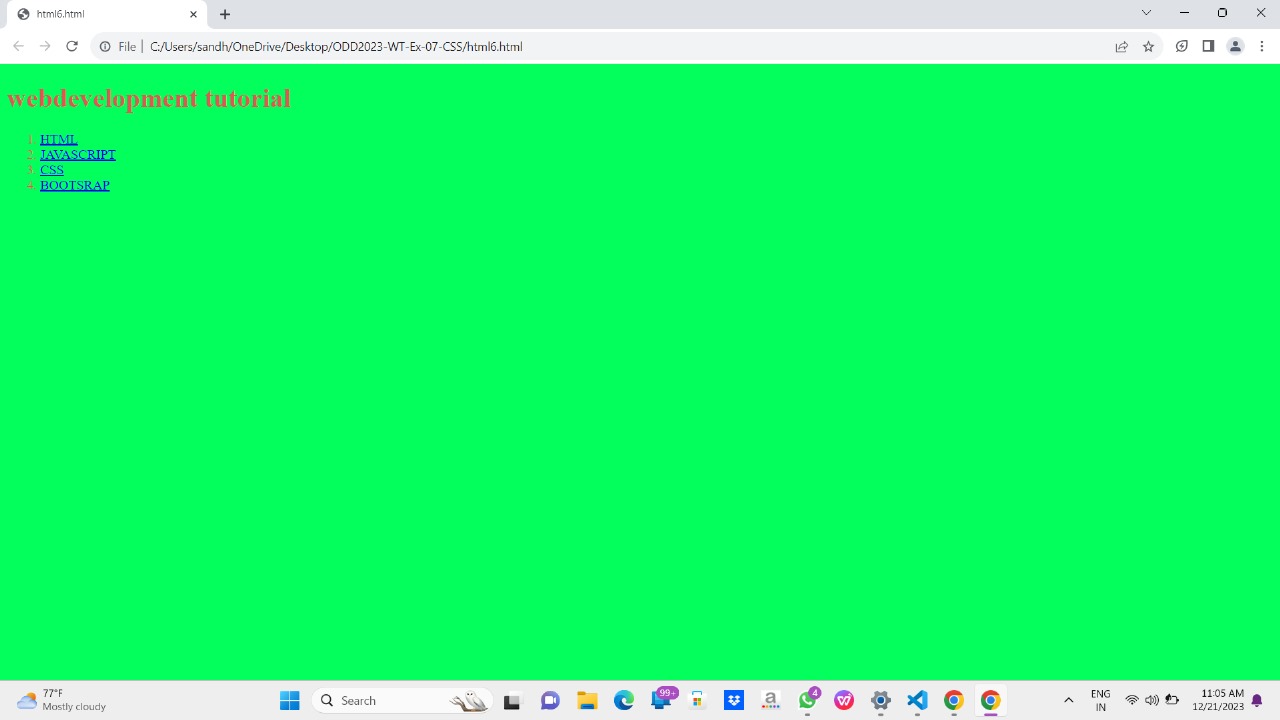 html6.html
File | C:/Users/sandh/OneDrive/Desktop/ODD2023-WT-Ex-07-CSS/html6.html
webdevelopment tutorial
1. HTML
2. JAVASCRIPT
3. CSS
4. BOOTSRAP
77°F
Mostly cloudy
Search
99+
4
ENG
IN
11:05 AM
12/21/2023